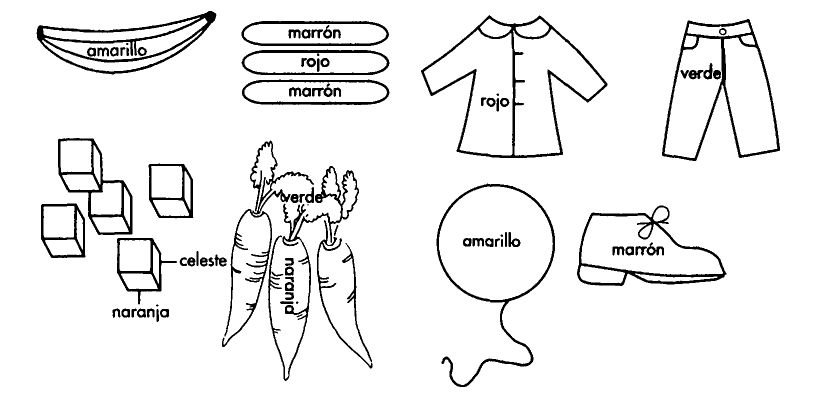 amarillo
marrón
rojo
marrón
rojo
verde
celeste
naranja
verde
naranja
amarillo
marrón